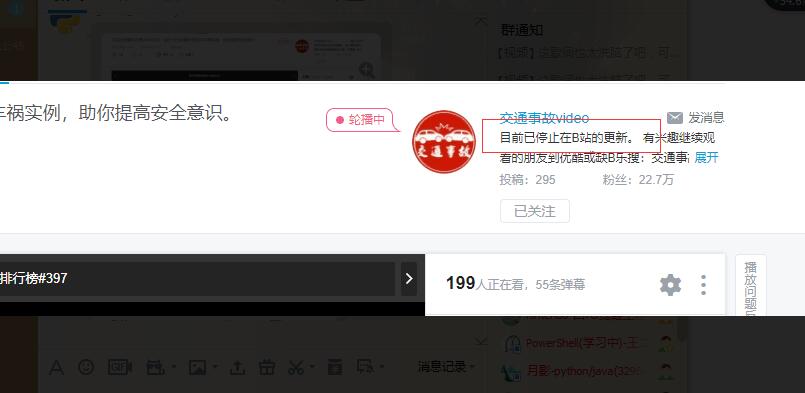 群通知
车祸实例，助你提高安全意识。
轮播中
交通事故
交通事故video
发消息
目前已停止在B站的更新。 有兴趣继续观
看的朋友到优酷或缺B乐搜：交通事
展开
投稿：295
粉丝：22.7万
已关注
排行榜#397
199人正在看，55条弹幕
播放问题反
PowerShell(学习中)-王
消息记录
月影-python/java(3295